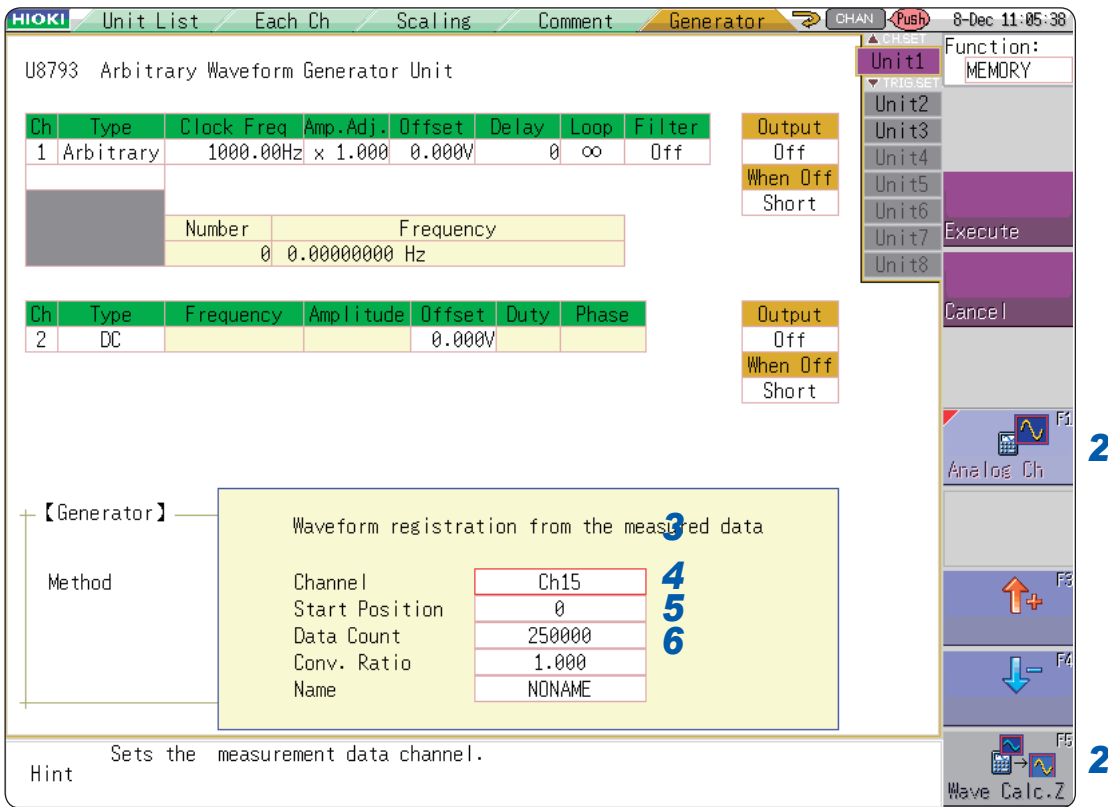 HIOKI Unit List Each Ch Scaling Comment Generator CHAN Push 8-Dec 11:05:38
▲ CH.SET
Function:
MEMORY
U8793 Arbitrary Waveform Generator Unit
Unit1
▼ TRIG.SET
Unit2
Unit3
Unit4
Unit5
Unit6
Unit7
Unit8
Ch Type Clock Freq Amp.Adj. Offset Delay Loop Filter
1 Arbitrary 1000.00Hz x 1.000 0.000V 0 ∞ Off
Output
Off
When Off
Short
Number Frequency
0 0.00000000 Hz
Execute
Cancel
Ch Type Frequency Amplitude Offset Duty Phase
2 DC 0.000V
Output
Off
When Off
Short
F1
Analog Ch
2
【Generator】
Method
Waveform registration from the measured data
3
Channel Ch15 4
Start Position 0 5
Data Count 250000 6
Conv. Ratio 1.000
Name NONAME
F3
F4
Sets the measurement data channel.
Hint
F5
Wave Calc.Z
2